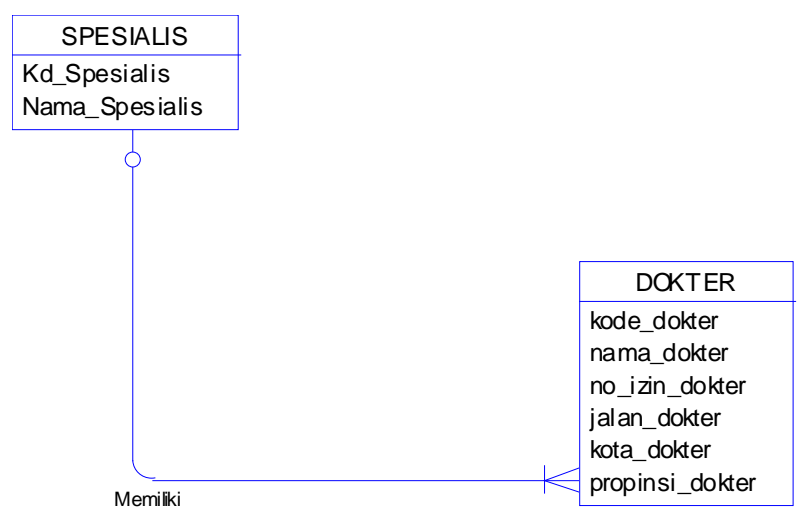 SPESIALIS
Kd_Spesialis
Nama_Spesialis
DOKTER
kode_dokter
nama_dokter
no_izin_dokter
jalan_dokter
kota_dokter
propinsi_dokter
Memiliki